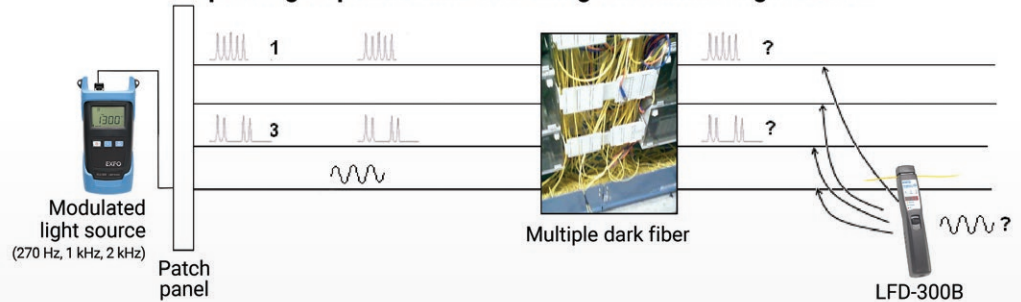 1
?
3
?
1300
EXFO
Modulated
light source
(270 Hz, 1 kHz, 2 kHz)
Patch
panel
Multiple dark fiber
?
LFD-300B